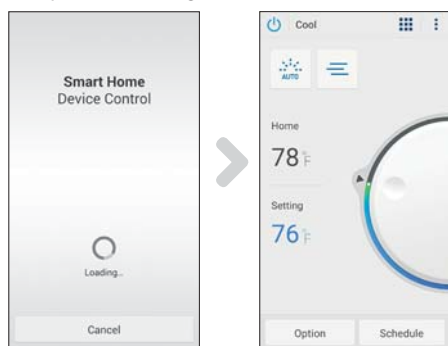 Smart Home
Device Control
Loading...
Cancel
Cool
AUTO
Home
78°F
Setting
76°F
Option
Schedule